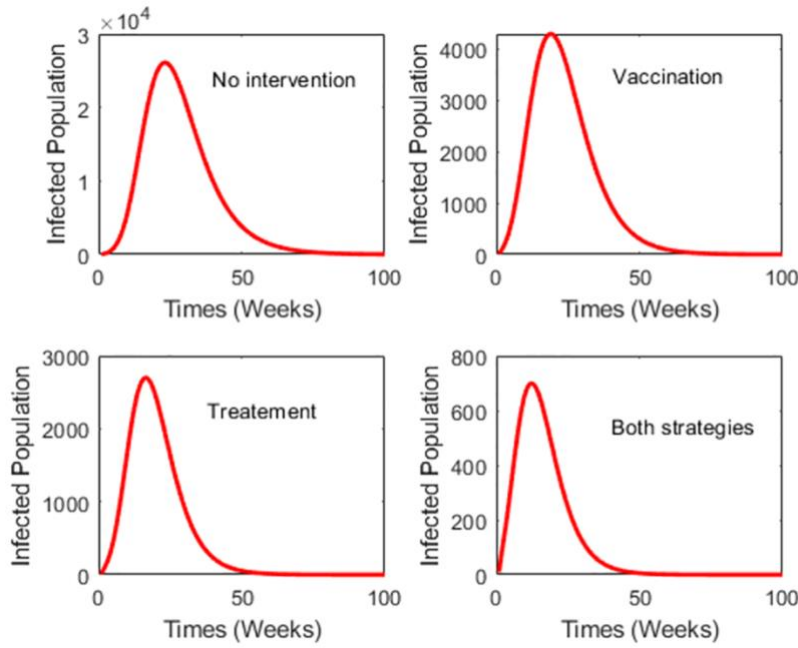 ×10⁴
3
2
1
0
Infected Population
No intervention
0
50
100
Times (Weeks)
4000
3000
2000
1000
0
Infected Population
Vaccination
0
50
100
Times (Weeks)
3000
2000
1000
0
Infected Population
Treatement
0
50
100
Times (Weeks)
800
600
400
200
0
Infected Population
Both strategies
0
50
100
Times (Weeks)